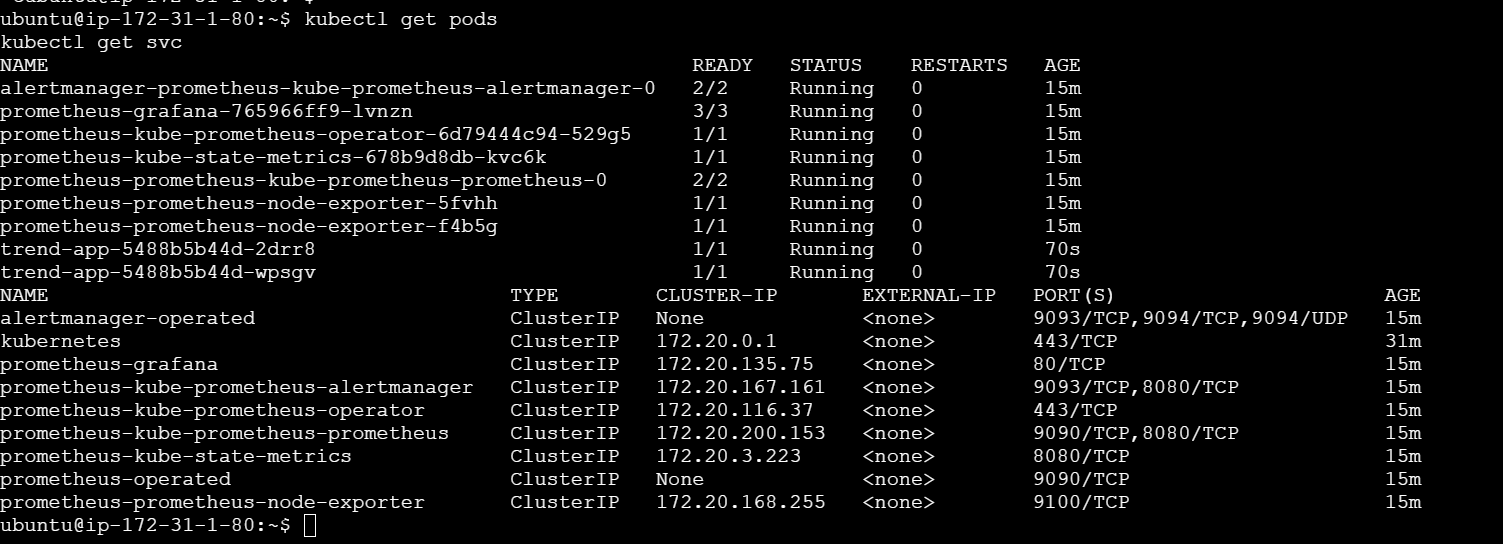 ubuntu@ip-172-31-1-80:~$ kubectl get pods
kubectl get svc
NAME READY STATUS RESTARTS AGE
alertmanager-prometheus-kube-prometheus-alertmanager-0 2/2 Running 0 15m
prometheus-grafana-765966ff9-lvnzn 3/3 Running 0 15m
prometheus-kube-prometheus-operator-6d79444c94-529g5 1/1 Running 0 15m
prometheus-kube-state-metrics-678b9d8db-kvc6k 1/1 Running 0 15m
prometheus-prometheus-kube-prometheus-prometheus-0 2/2 Running 0 15m
prometheus-prometheus-node-exporter-5fvhh 1/1 Running 0 15m
prometheus-prometheus-node-exporter-f4b5g 1/1 Running 0 15m
trend-app-5488b5b44d-2drr8 1/1 Running 0 70s
trend-app-5488b5b44d-wpsgv 1/1 Running 0 70s
NAME TYPE CLUSTER-IP EXTERNAL-IP PORT(S) AGE
alertmanager-operated ClusterIP None <none> 9093/TCP,9094/TCP,9094/UDP 15m
kubernetes ClusterIP 172.20.0.1 <none> 443/TCP 31m
prometheus-grafana ClusterIP 172.20.135.75 <none> 80/TCP 15m
prometheus-kube-prometheus-alertmanager ClusterIP 172.20.167.161 <none> 9093/TCP,8080/TCP 15m
prometheus-kube-prometheus-operator ClusterIP 172.20.116.37 <none> 443/TCP 15m
prometheus-kube-prometheus-prometheus ClusterIP 172.20.200.153 <none> 9090/TCP,8080/TCP 15m
prometheus-kube-state-metrics ClusterIP 172.20.3.223 <none> 8080/TCP 15m
prometheus-operated ClusterIP None <none> 9090/TCP 15m
prometheus-prometheus-node-exporter ClusterIP 172.20.168.255 <none> 9100/TCP 15m
ubuntu@ip-172-31-1-80:~$